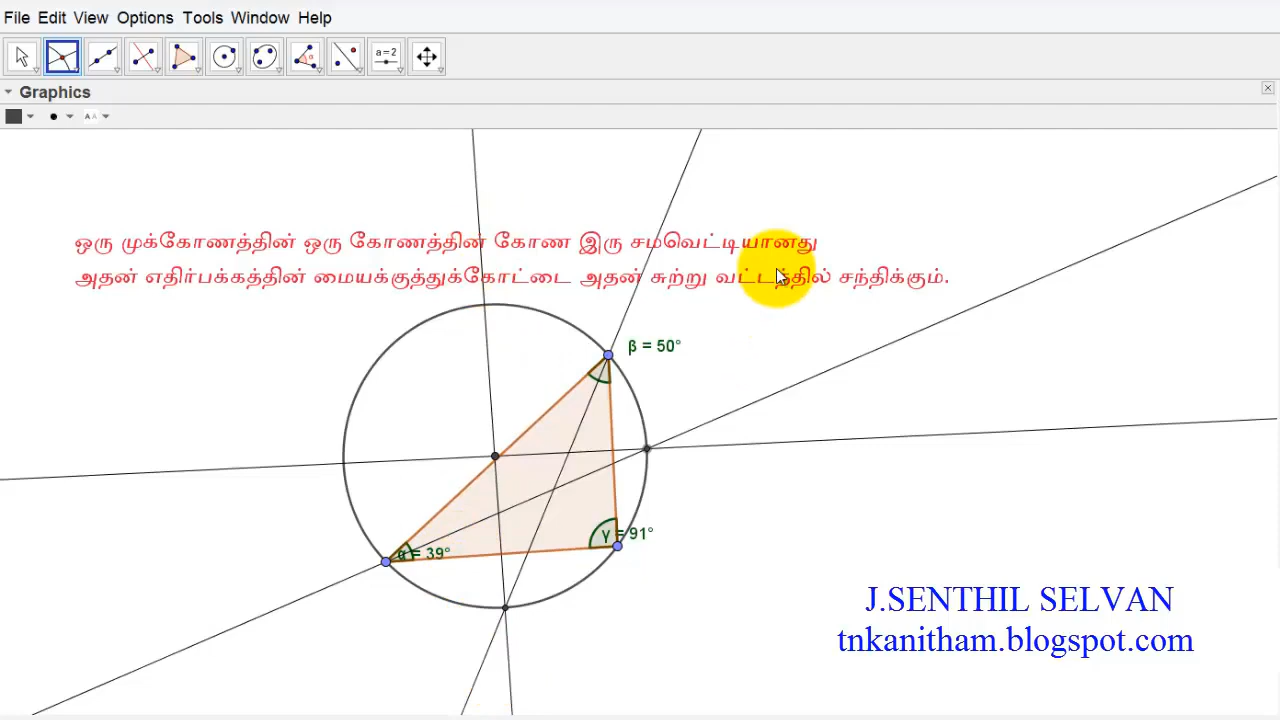 File Edit View Options Tools Window Help
a=2
Graphics
A A
ஒரு முக்கோணத்தின் ஒரு கோணத்தின் கோண இரு சமவெட்டியானது
அதன் எதிர்பக்கத்தின் மையக்குத்துக்கோட்டை அதன் சுற்று வட்டத்தில் சந்திக்கும்.
β = 50°
γ = 91°
α = 39°
J.SENTHIL SELVAN
tnkanitham.blogspot.com